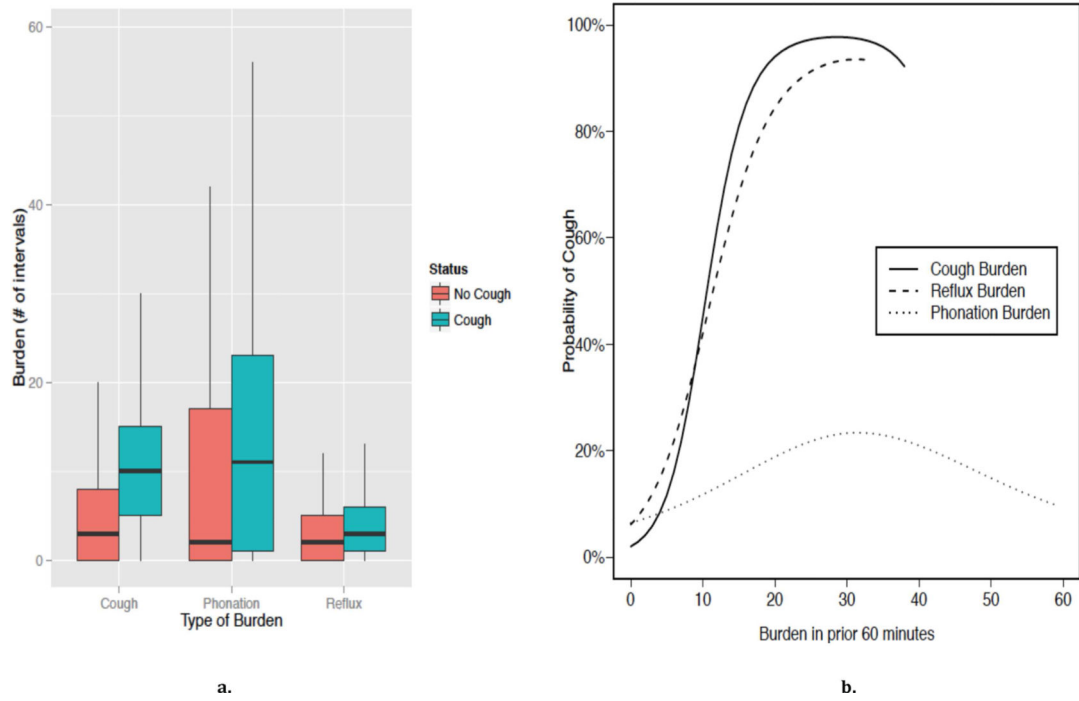 Burden (# of intervals)
60
40
20
0
Cough
Phonation
Reflux
Type of Burden
Status
No Cough
Cough
a.
Probability of Cough
100%
80%
60%
40%
20%
0%
0
10
20
30
40
50
60
Burden in prior 60 minutes
Cough Burden
Reflux Burden
Phonation Burden
b.